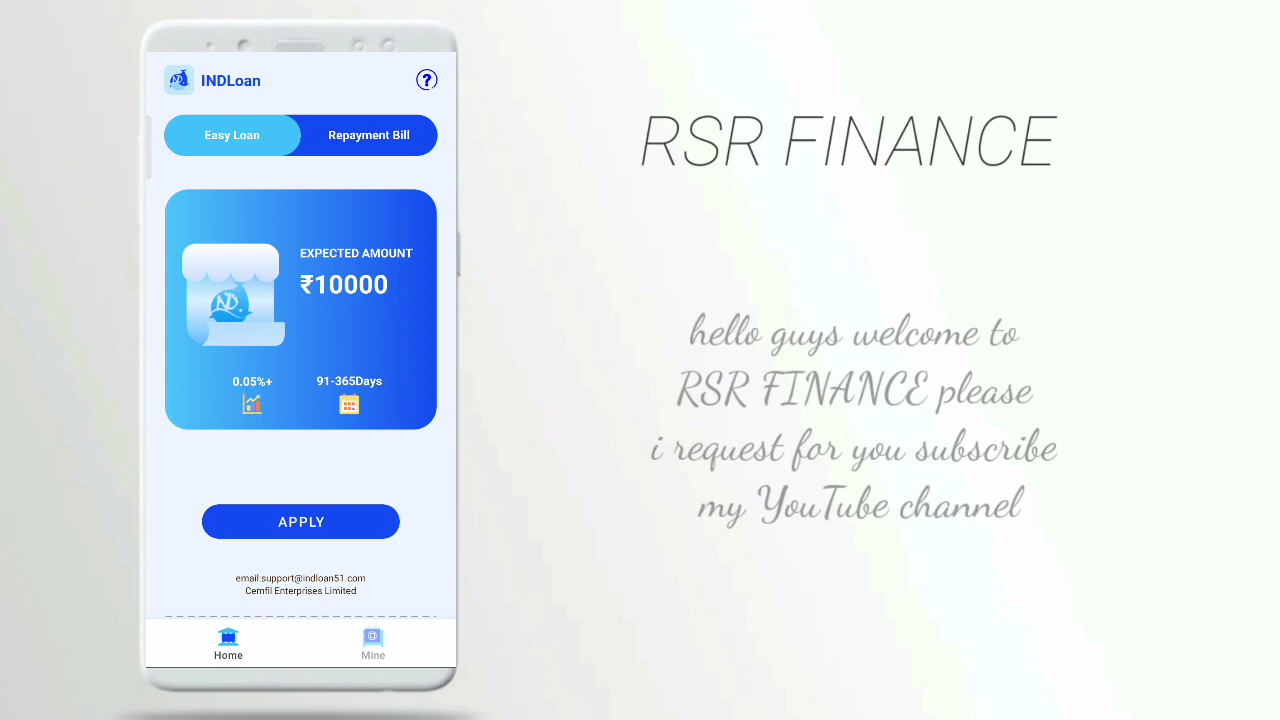 INDLoan
?
Easy Loan
Repayment Bill
EXPECTED AMOUNT
₹10000
ND
0.05%+
91-365Days
APPLY
email:support@indloan51.com
Cemfil Enterprises Limited
Home
Mine
RSR FINANCE
hello guys welcome to
RSR FINANCE please
i request for you subscribe
my YouTube channel